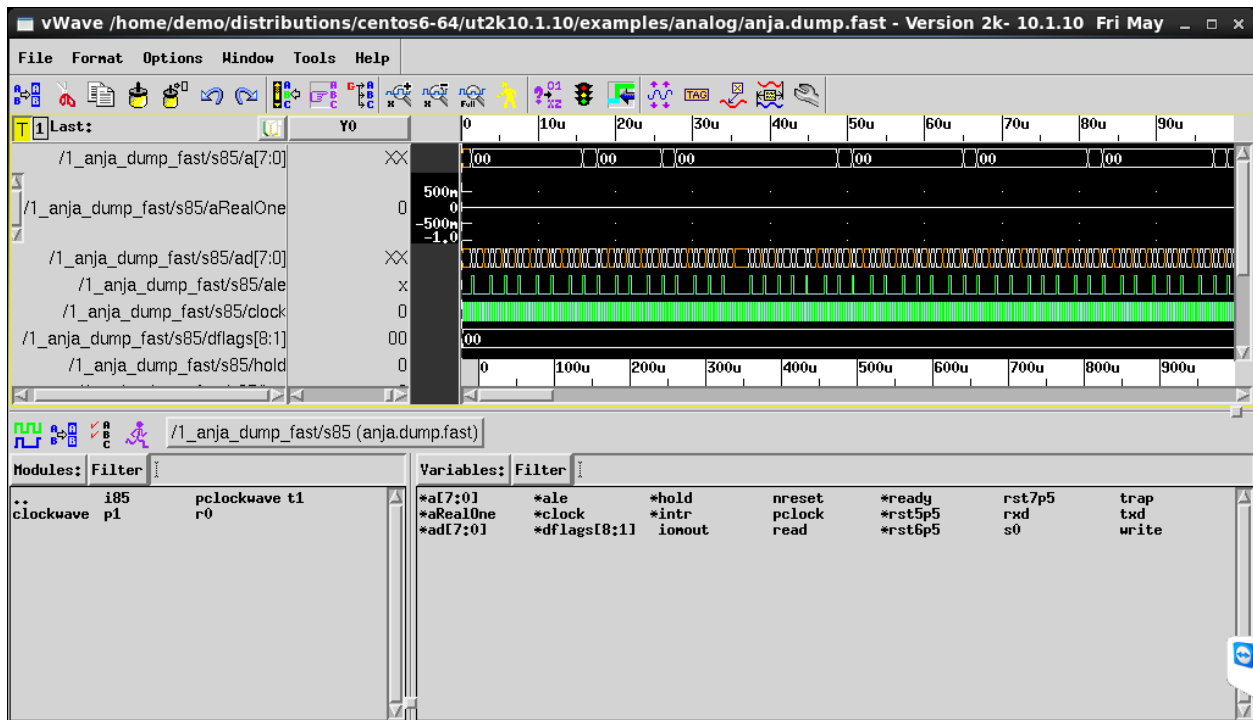 vWave /home/demo/distributions/centos6-64/ut2k10.1.10/examples/analog/anja.dump.fast - Version 2k- 10.1.10 Fri May
File Format Options Window Tools Help
Full
TAG
T 1 Last: Y0 0 10u 20u 30u 40u 50u 60u 70u 80u 90u
/1_anja_dump_fast/s85/a[7:0] XX 00 00 00 00 00 00
500m
/1_anja_dump_fast/s85/aRealOne 0 0
-500m
-1.0
/1_anja_dump_fast/s85/ad[7:0] XX
/1_anja_dump_fast/s85/ale x
/1_anja_dump_fast/s85/clock 0
/1_anja_dump_fast/s85/dflags[8:1] 00 00
/1_anja_dump_fast/s85/hold 0 0 100u 200u 300u 400u 500u 600u 700u 800u 900u
/1_anja_dump_fast/s85 (anja.dump.fast)
Modules: Filter Variables: Filter
.. i85 pclockwave t1 *a[7:0] *ale *hold nreset *ready rst7p5 trap
clockwave p1 r0 *aRealOne *clock *intr pclock *rst5p5 rxd txd
*ad[7:0] *dflags[8:1] iomout read *rst6p5 s0 write